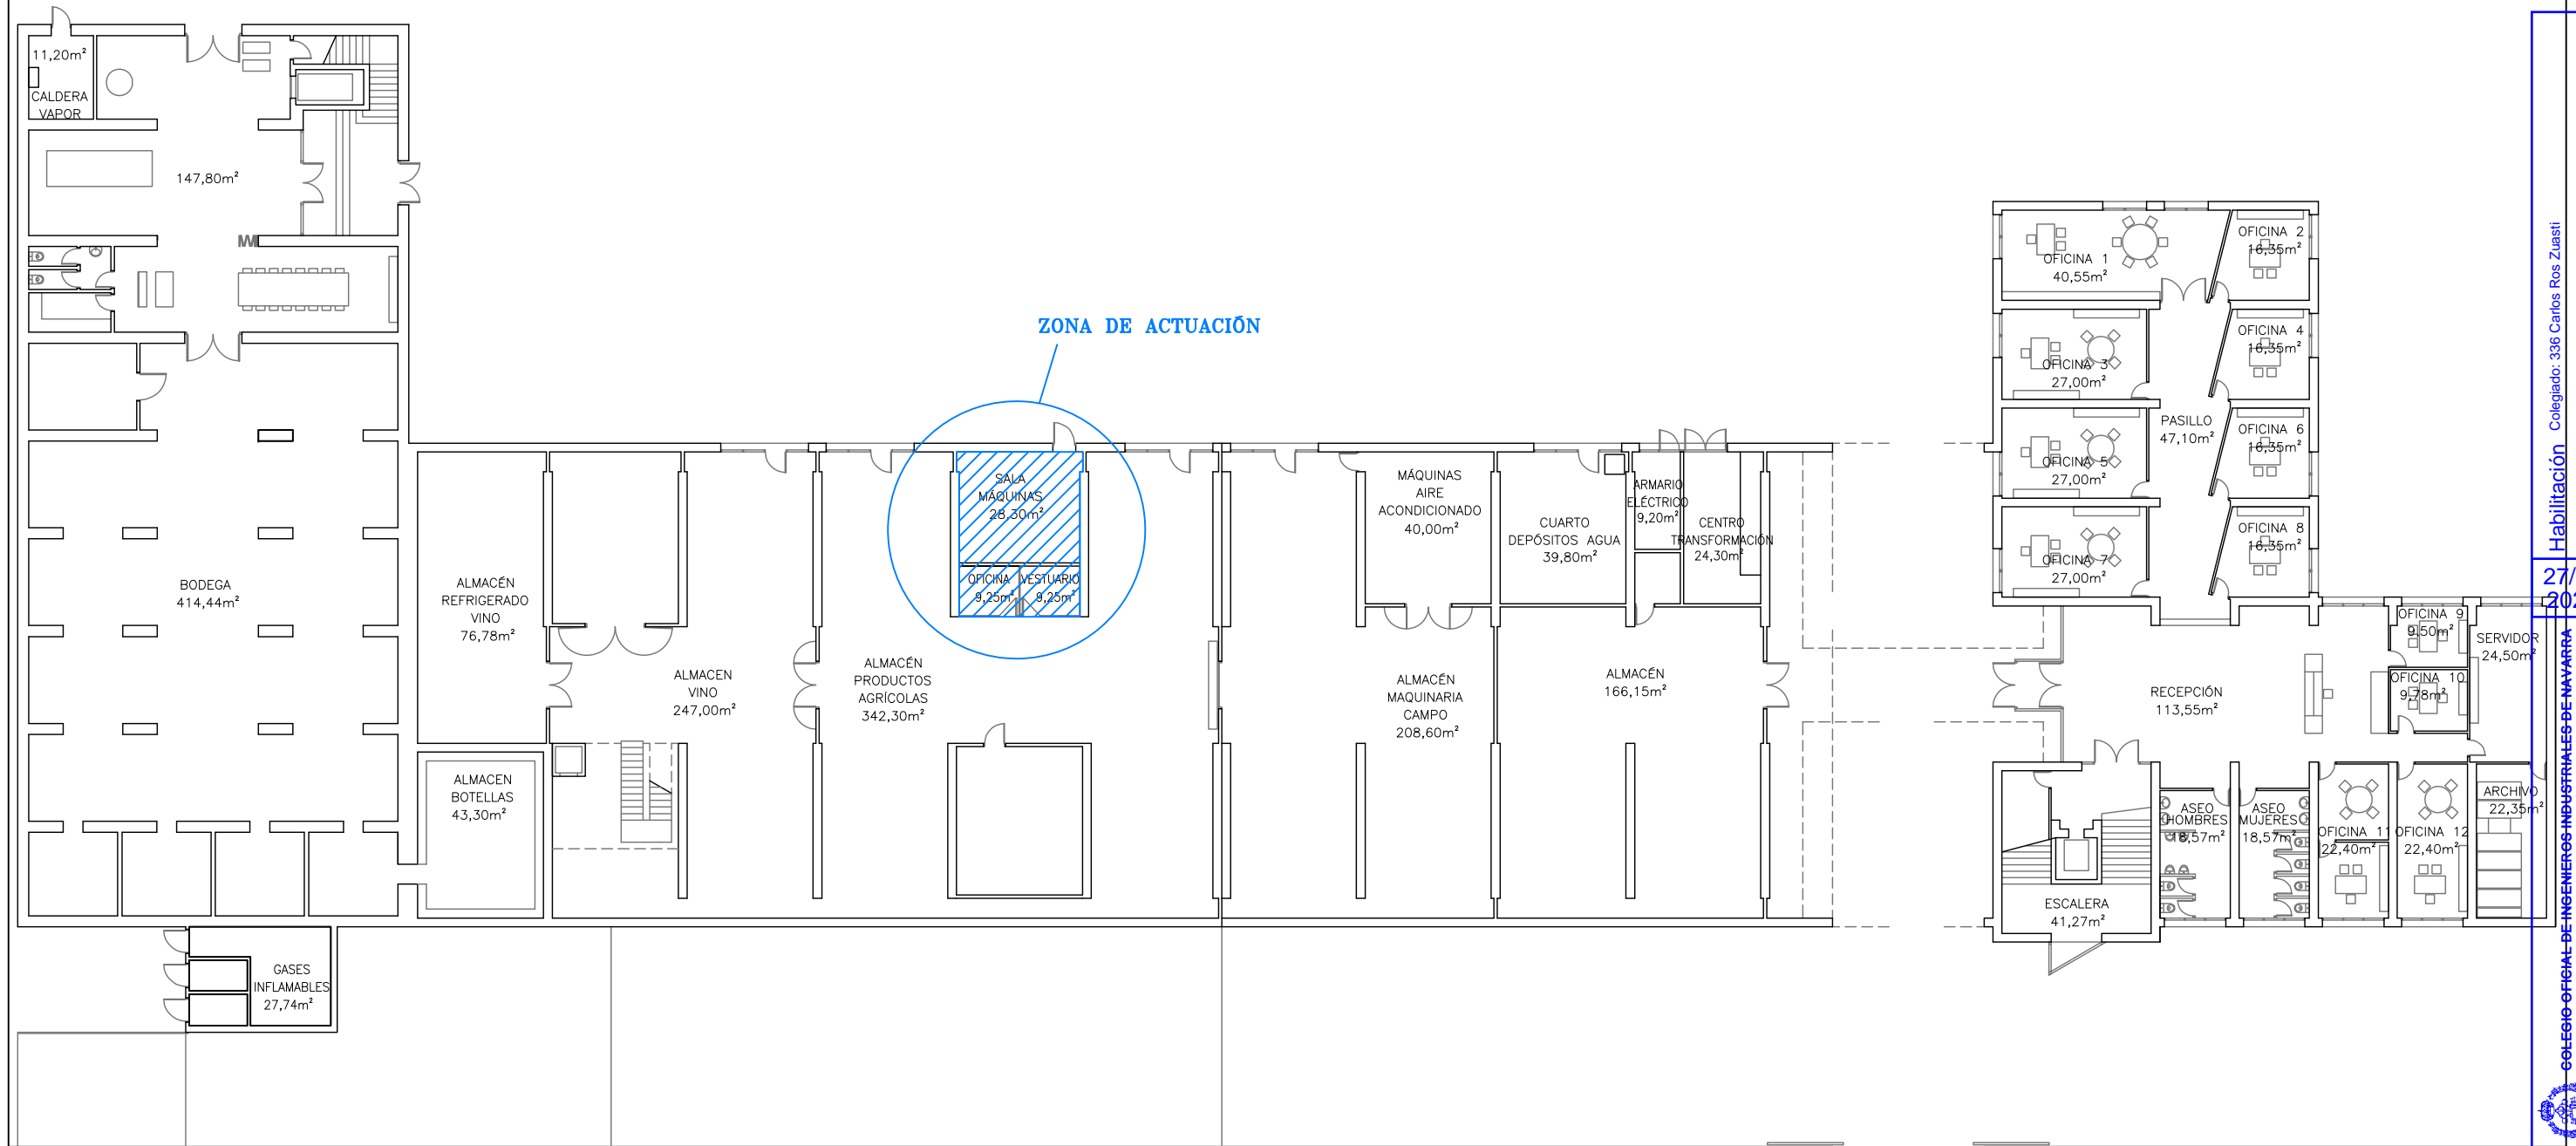 11,20m²
CALDERA
VAPOR
147,80m²
BODEGA
414,44m²
GASES
INFLAMABLES
27,74m²
ALMACÉN
REFRIGERADO
VINO
76,78m²
ALMACEN
BOTELLAS
43,30m²
ALMACEN
VINO
247,00m²
ALMACÉN
PRODUCTOS
AGRÍCOLAS
342,30m²
ZONA DE ACTUACIÓN
SALA
MÁQUINAS
28,30m²
OFICINA
9,25m²
VESTUARIO
9,25m²
MÁQUINAS
AIRE
ACONDICIONADO
40,00m²
ALMACÉN
MAQUINARIA
CAMPO
208,60m²
CUARTO
DEPÓSITOS AGUA
39,80m²
ARMARIO
ELÉCTRICO
9,20m²
CENTRO
TRANSFORMACIÓN
24,30m²
ALMACÉN
166,15m²
OFICINA 1
40,55m²
OFICINA 2
16,35m²
OFICINA 3
27,00m²
OFICINA 4
16,35m²
PASILLO
47,10m²
OFICINA 5
27,00m²
OFICINA 6
16,35m²
OFICINA 7
27,00m²
OFICINA 8
16,35m²
OFICINA 9
9,50m²
SERVIDOR
24,50m²
OFICINA 10
9,78m²
RECEPCIÓN
113,55m²
ESCALERA
41,27m²
ASEO
HOMBRES
18,57m²
ASEO
MUJERES
18,57m²
OFICINA 11
22,40m²
OFICINA 12
22,40m²
ARCHIVO
22,35m²
Habilitación Colegiado: 336 Carlos Ros Zuasti
27/
202
COLEGIO OFICIAL DE INGENIEROS INDUSTRIALES DE NAVARRA